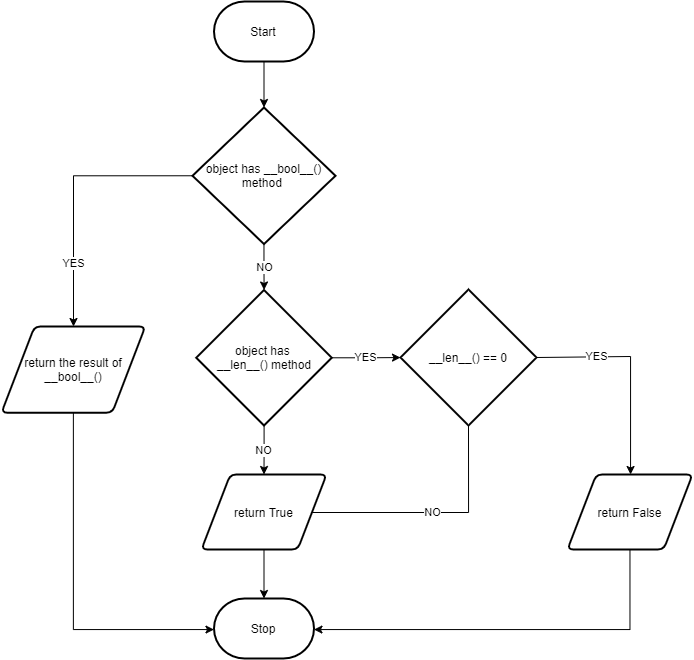 Start
object has __bool__()
method
YES
NO
return the result of
__bool__()
object has
__len__() method
YES
__len__() == 0
YES
NO
return True
NO
return False
Stop